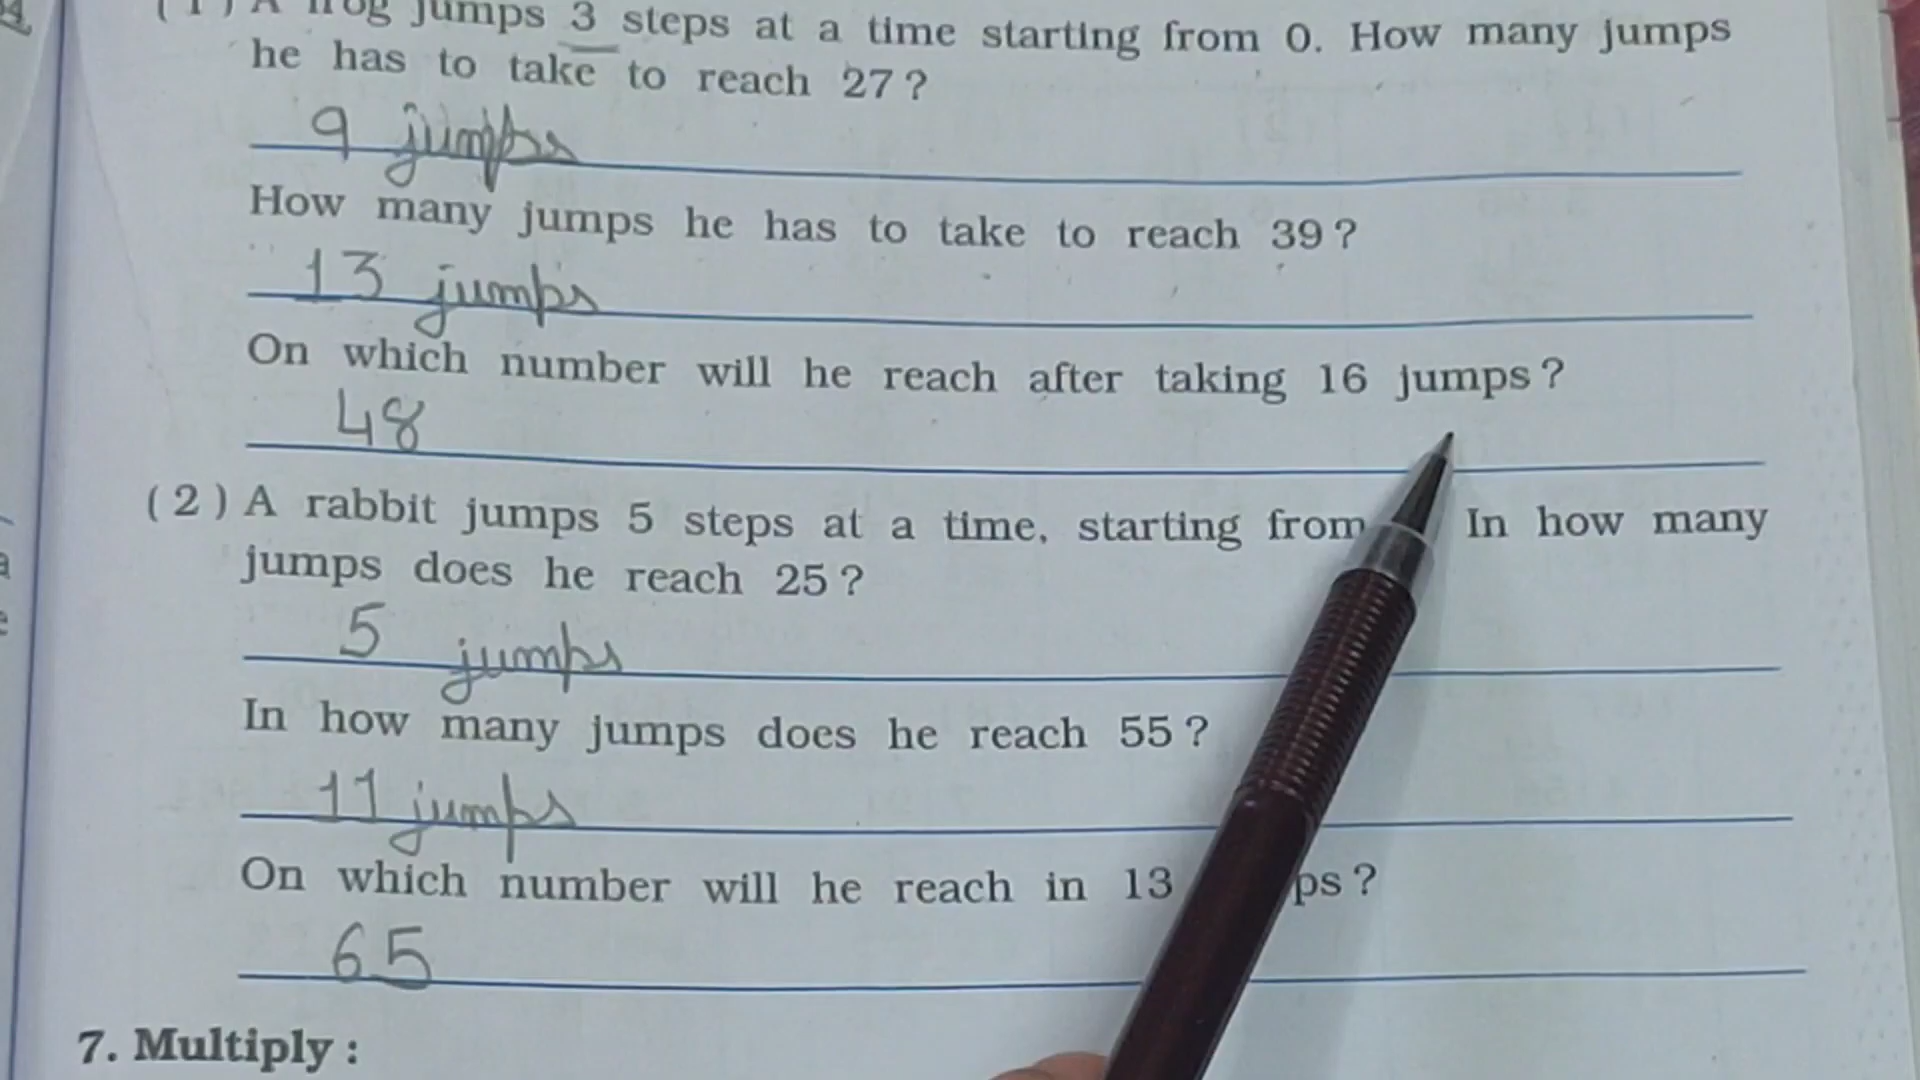 (1) A frog jumps 3 steps at a time starting from 0. How many jumps
he has to take to reach 27?
9 jumps
How many jumps he has to take to reach 39?
13 jumps
On which number will he reach after taking 16 jumps?
48
(2) A rabbit jumps 5 steps at a time, starting from In how many
jumps does he reach 25?
5 jumps
In how many jumps does he reach 55?
11 jumps
On which number will he reach in 13 ps?
65
7. Multiply: